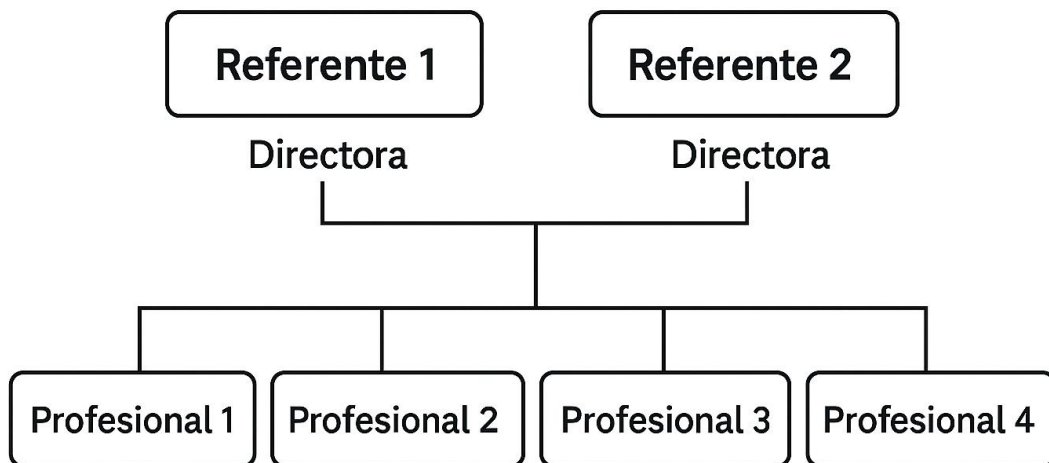 Referente 1
Referente 2
Directora
Directora
Profesional 1
Profesional 2
Profesional 3
Profesional 4